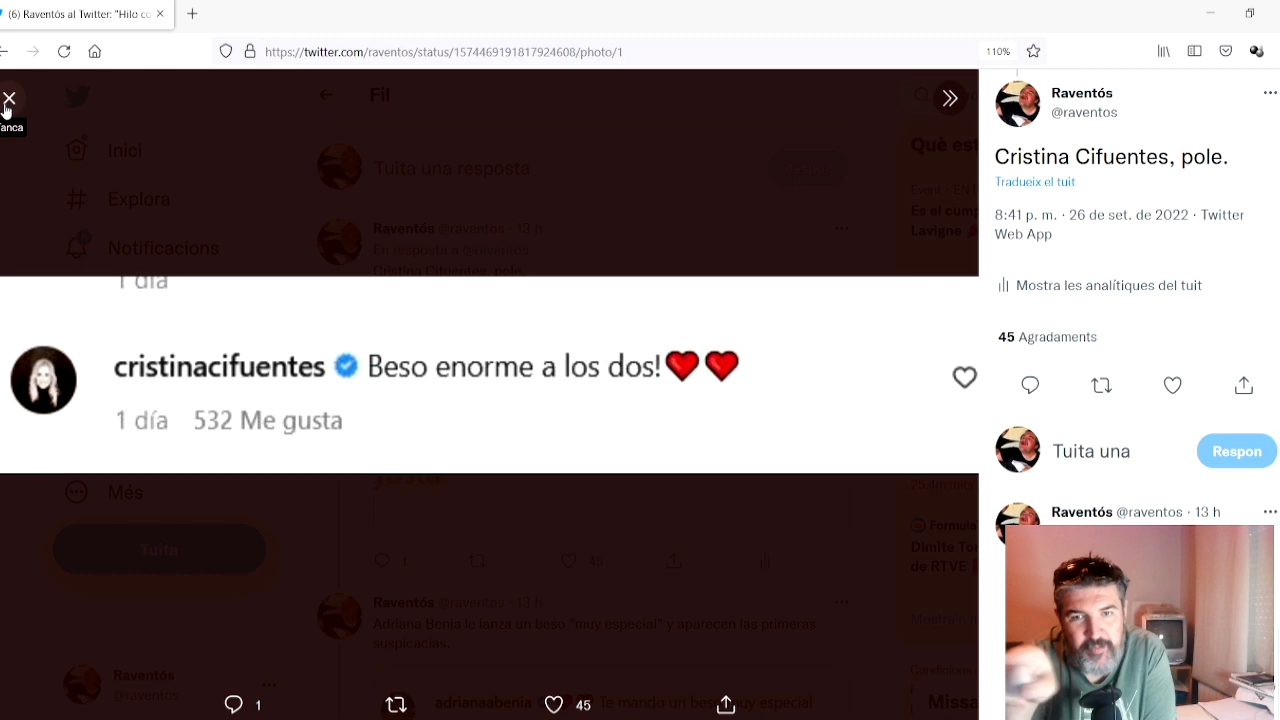 (6) Raventós al Twitter: "Hilo co
https://twitter.com/raventos/status/1574469191817924608/photo/1
110%
Tanca
Fil
Inici
Explora
Notificacions
Tuita una resposta
Raventós @raventos · 13 h
En resposta a @raventos
Cristina Cifuentes, pole.
Què est
Es el cump
Lavigne
1 día
cristinacifuentes Beso enorme a los dos!
1 día 532 Me gusta
Més
Tuita
1
45
Raventós @raventos · 13 h
Adriana Benia le lanza un beso "muy especial" y aparecen las primeras
suspicacias.
Raventós
@raventos
adrianaabenia Te mando un beso muy especial
Formula
Dimite To
de RTVE
Missa
1
45
Raventós
@raventos
Cristina Cifuentes, pole.
Tradueix el tuit
8:41 p. m. · 26 de set. de 2022 · Twitter
Web App
Mostra les analítiques del tuit
45 Agradaments
Tuita una
Respon
Raventós @raventos · 13 h